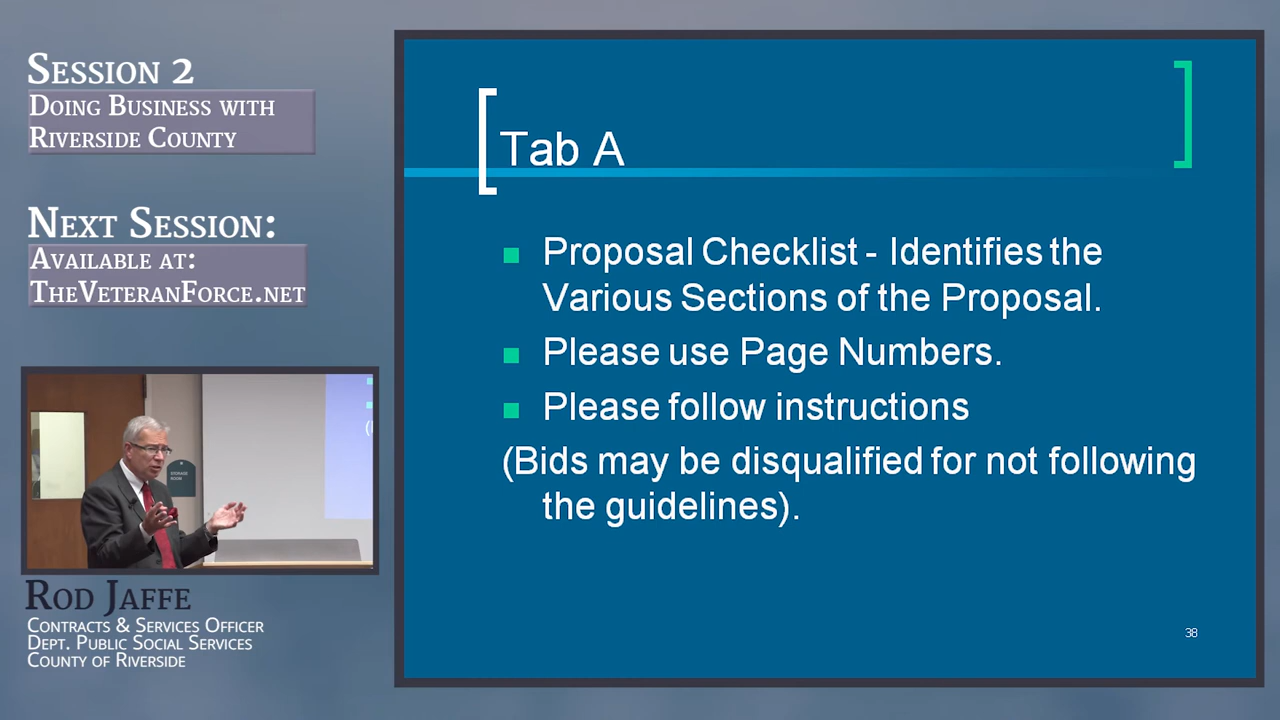 Session 2
Doing Business with
Riverside County
Next Session:
Available at:
TheVeteranForce.net
Storage
Room
Rod Jaffe
Contracts & Services Officer
Dept. Public Social Services
County of Riverside
Tab A
Proposal Checklist - Identifies the
Various Sections of the Proposal.
Please use Page Numbers.
Please follow instructions
(Bids may be disqualified for not following
the guidelines).
38